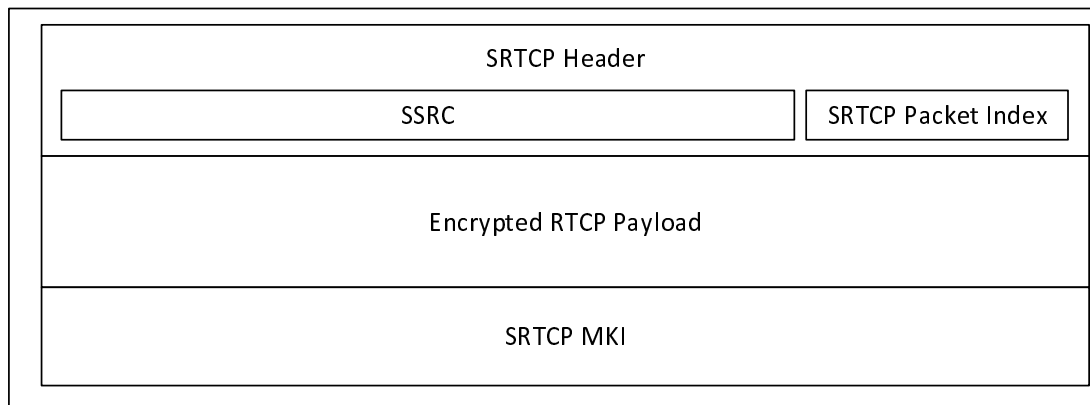 SRTCP Header
SSRC
SRTCP Packet Index
Encrypted RTCP Payload
SRTCP MKI